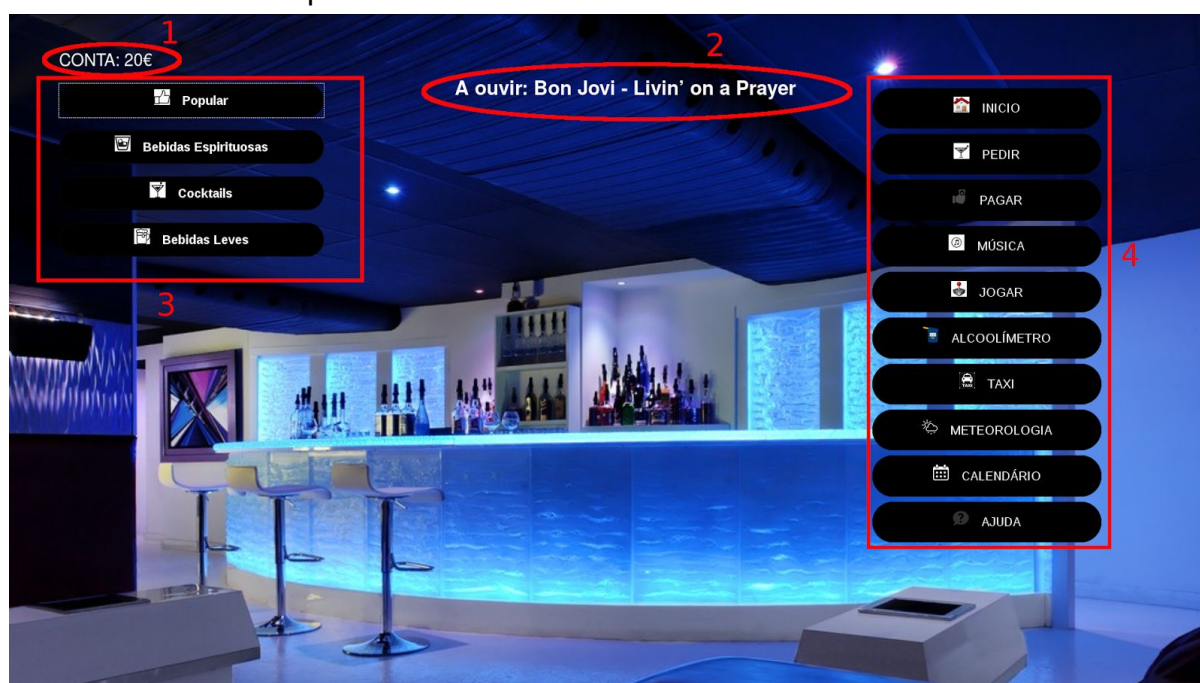 1
CONTA: 20€
2
A ouvir: Bon Jovi - Livin' on a Prayer
Popular
Bebidas Espirituosas
Cocktails
Bebidas Leves
3
INICIO
PEDIR
PAGAR
MÚSICA
JOGAR
ALCOOLÍMETRO
TAXI
TAXI
METEOROLOGIA
CALENDÁRIO
AJUDA
4